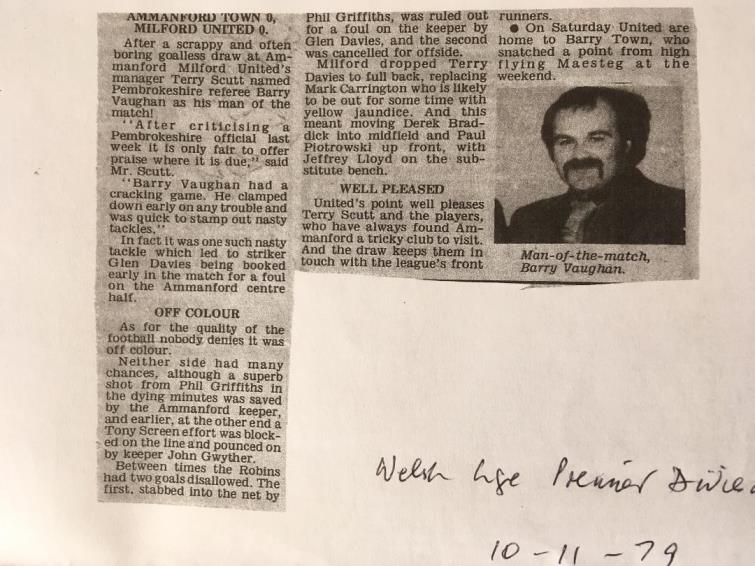 AMMANFORD TOWN 0,
MILFORD UNITED 0.
After a scrappy and often
boring goalless draw at Am-
manford Milford United's
manager Terry Scutt named
Pembrokeshire referee Barry
Vaughan as his man of the
match!
"After criticising a
Pembrokeshire official last
week it is only fair to offer
praise where it is due," said
Mr. Scutt.
"Barry Vaughan had a
cracking game. He clamped
down early on any trouble and
was quick to stamp out nasty
tackles."
In fact it was one such nasty
tackle which led to striker
Glen Davies being booked
early in the match for a foul
on the Ammanford centre
half.
OFF COLOUR
As for the quality of the
football nobody denies it was
off colour.
Neither side had many
chances, although a superb
shot from Phil Griffiths in
the dying minutes was saved
by the Ammanford keeper,
and earlier, at the other end a
Tony Screen effort was block-
ed on the line and pounced on
by keeper John Gwyther.
Between times the Robins
had two goals disallowed. The
first, stabbed into the net by
Phil Griffiths, was ruled out
for a foul on the keeper by
Glen Davies, and the second
was cancelled for offside.
Milford dropped Terry
Davies to full back, replacing
Mark Carrington who is likely
to be out for some time with
yellow jaundice. And this
meant moving Derek Brad-
dick into midfield and Paul
Piotrowski up front, with
Jeffrey Lloyd on the sub-
stitute bench.
WELL PLEASED
United's point well pleases
Terry Scutt and the players,
who have always found Am-
manford a tricky club to visit.
And the draw keeps them in
touch with the league's front
runners.
● On Saturday United are
home to Barry Town, who
snatched a point from high
flying Maesteg at the
weekend.
Man-of-the-match,
Barry Vaughan.
Welsh Lge Premier
10-11-79